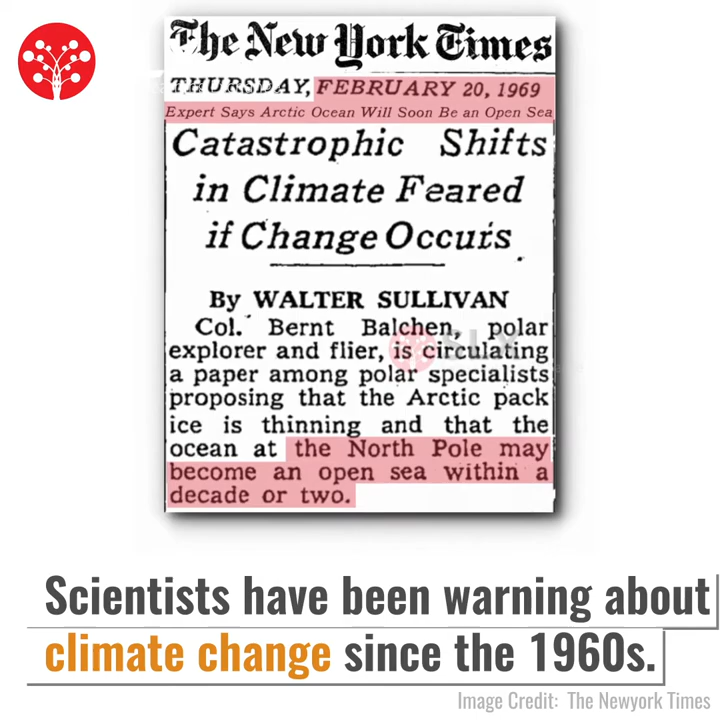 The New York Times
THURSDAY, FEBRUARY 20, 1969
Expert Says Arctic Ocean Will Soon Be an Open Sea
Catastrophic Shifts
in Climate Feared
if Change Occurs
By WALTER SULLIVAN
Col. Bernt Balchen, polar
explorer and flier, is circulating
a paper among polar specialists
proposing that the Arctic pack
ice is thinning and that the
ocean at the North Pole may
become an open sea within a
decade or two.
SLX
Scientists have been warning about
climate change since the 1960s.
Image Credit: The Newyork Times